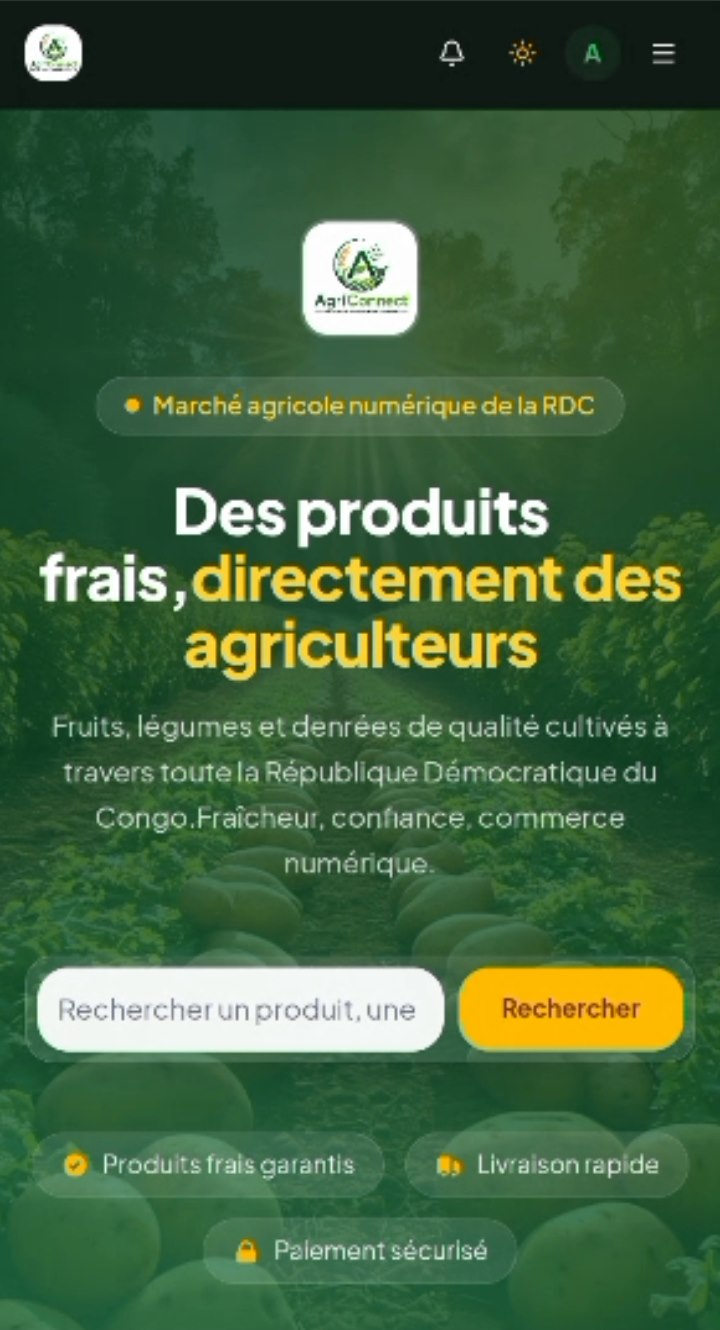 A
AgriConnect
Marché agricole numérique de la RDC
Des produits
frais, directement des
agriculteurs
Fruits, légumes et denrées de qualité cultivés à
travers toute la République Démocratique du
Congo.Fraîcheur, confiance, commerce
numérique.
Rechercher un produit, une
Rechercher
Produits frais garantis
Livraison rapide
Paiement sécurisé